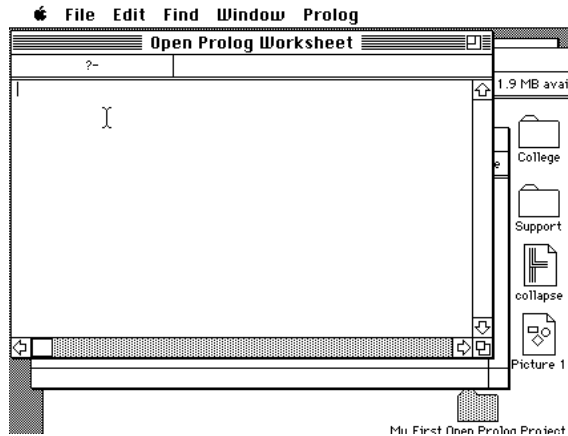 File Edit Find Window Prolog
Open Prolog Worksheet
?-
1.9 MB avai
College
Support
collapse
Picture 1
My First Open Prolog Project